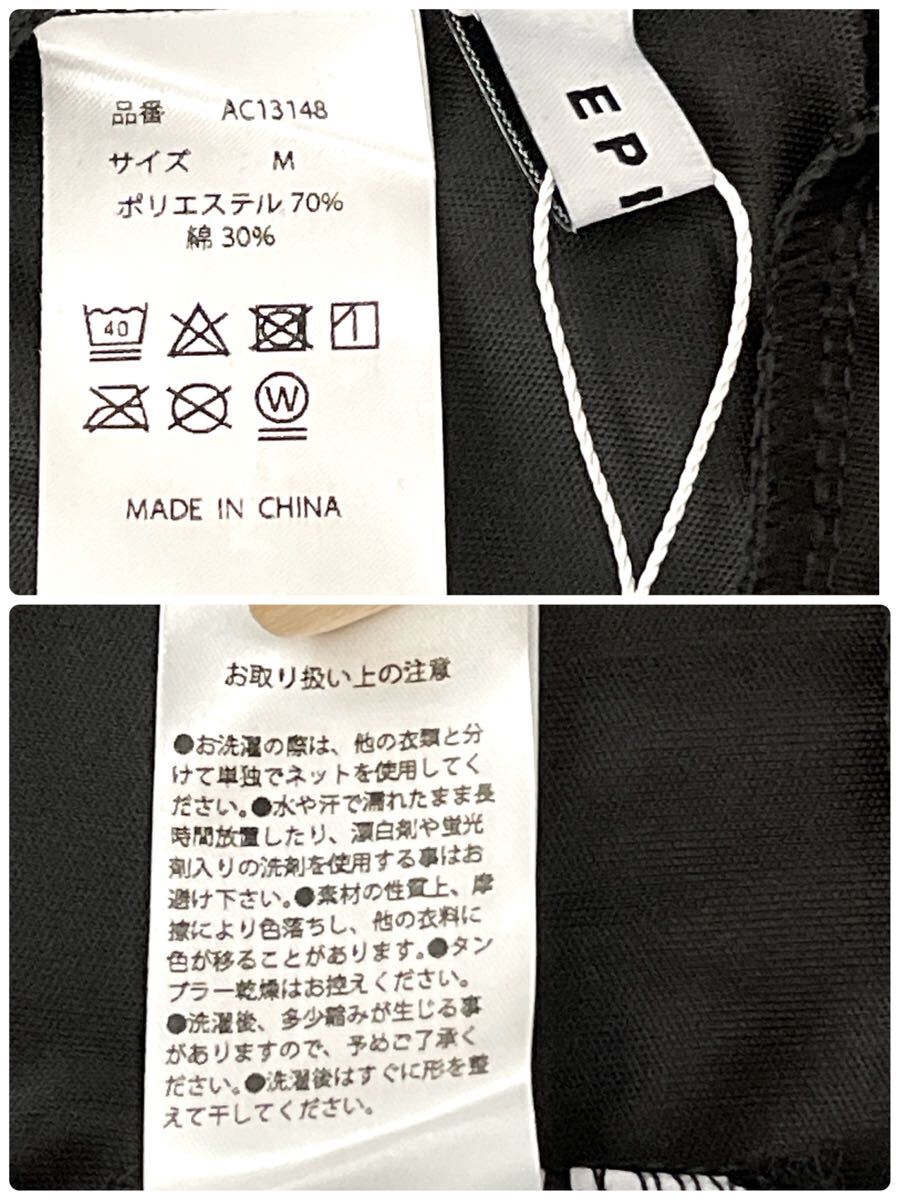 品番 AC13148
サイズ M
ポリエステル 70%
綿 30%
40
W
MADE IN CHINA
EPI
お取り扱い上の注意
●お洗濯の際は、他の衣類と分
けて単独でネットを使用してく
ださい。●水や汗で濡れたまま長
時間放置したり、漂白剤や蛍光
剤入りの洗剤を使用する事はお
避け下さい。●素材の性質上、摩
擦により色落ちし、他の衣料に
色が移ることがあります。●タン
ブラー乾燥はお控えください。
●洗濯後、多少縮みが生じる事
がありますので、予めご了承く
ださい。●洗濯後はすぐに形を整
えて干してください。